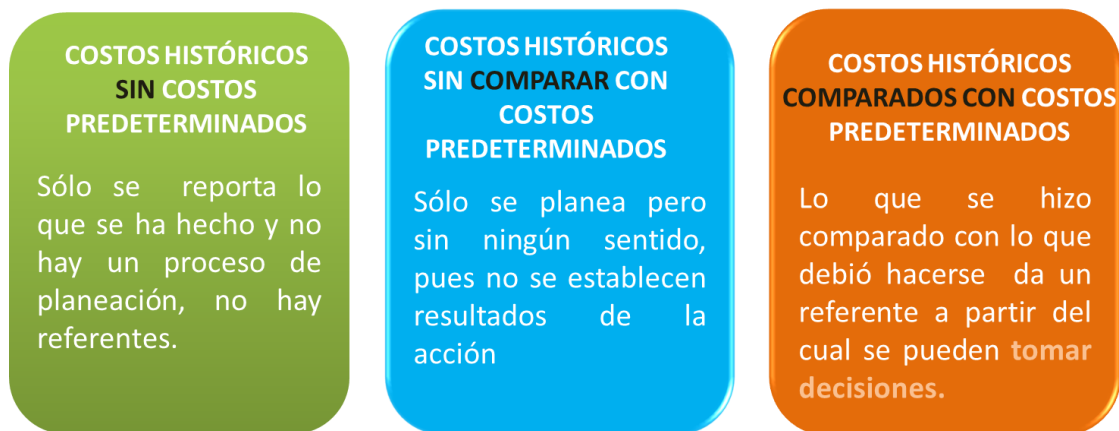 COSTOS HISTÓRICOS
SIN COSTOS
PREDETERMINADOS
Sólo se reporta lo
que se ha hecho y no
hay un proceso de
planeación, no hay
referentes.
COSTOS HISTÓRICOS
SIN COMPARAR CON
COSTOS
PREDETERMINADOS
Sólo se planea pero
sin ningún sentido,
pues no se establecen
resultados de la
acción
COSTOS HISTÓRICOS
COMPARADOS CON COSTOS
PREDETERMINADOS
Lo que se hizo
comparado con lo que
debió hacerse da un
referente a partir del
cual se pueden tomar
decisiones.